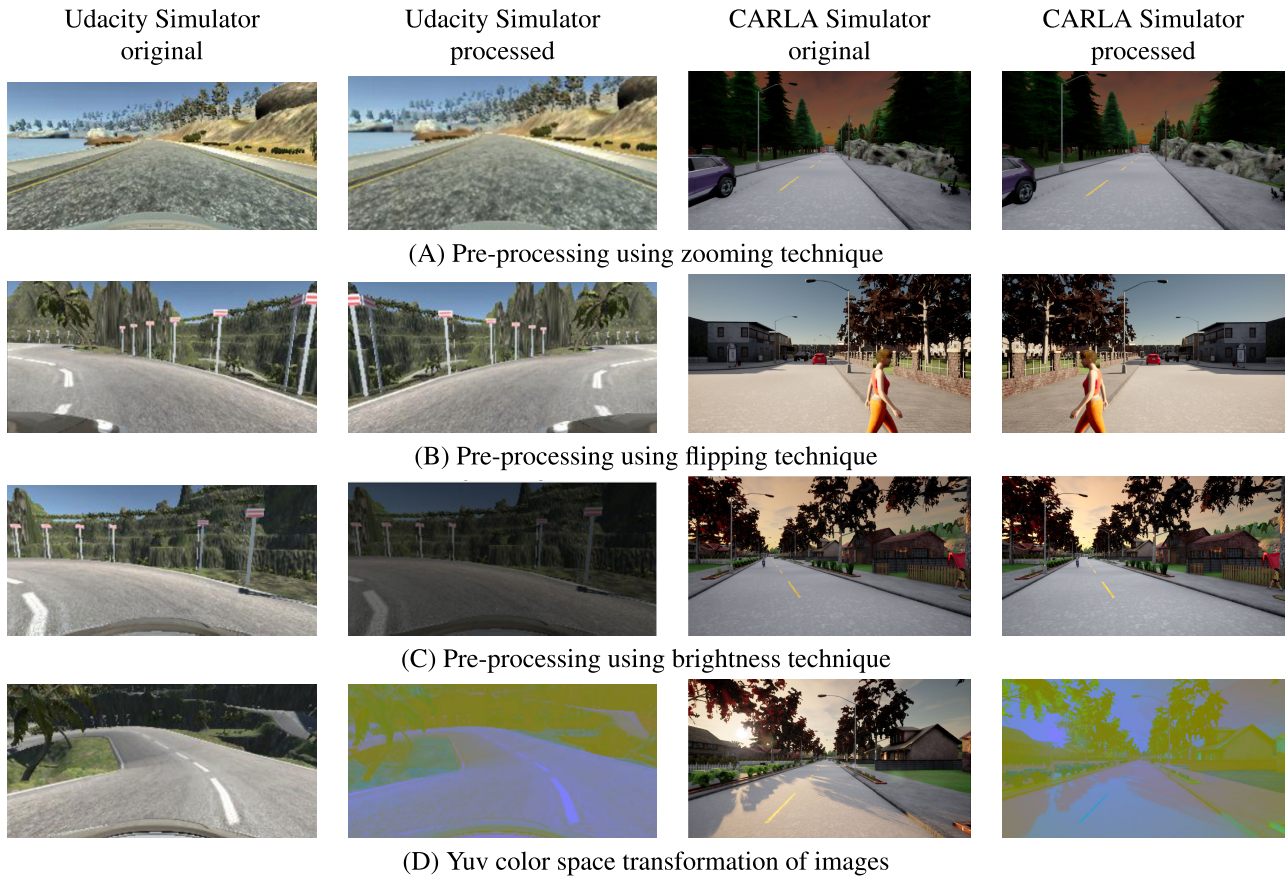 Udacity Simulator
original
Udacity Simulator
processed
CARLA Simulator
original
CARLA Simulator
processed
(A) Pre-processing using zooming technique
(B) Pre-processing using flipping technique
(C) Pre-processing using brightness technique
(D) Yuv color space transformation of images